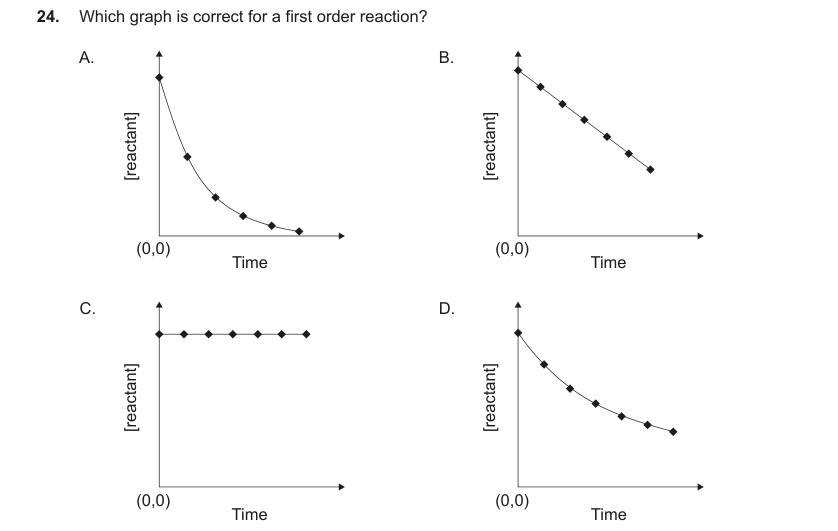 24. Which graph is correct for a first order reaction?
A.
[reactant]
(0,0)
Time
B.
[reactant]
(0,0)
Time
C.
[reactant]
(0,0)
Time
D.
[reactant]
(0,0)
Time